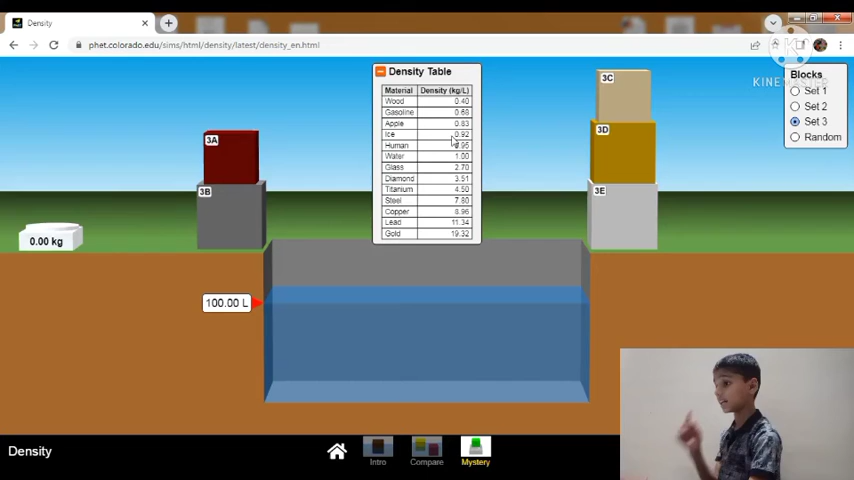 Density
phet.colorado.edu/sims/html/density/latest/density_en.html
KINEMASTER
Density Table
Material Density (kg/L)
Wood 0.40
Gasoline 0.68
Apple 0.83
Ice 0.92
Human 0.95
Water 1.00
Glass 2.70
Diamond 3.51
Titanium 4.50
Steel 7.80
Copper 8.96
Lead 11.34
Gold 19.32
Blocks
Set 1
Set 2
Set 3
Random
3A
3B
3C
3D
3E
0.00 kg
100.00 L
Density
Intro
Compare
Mystery